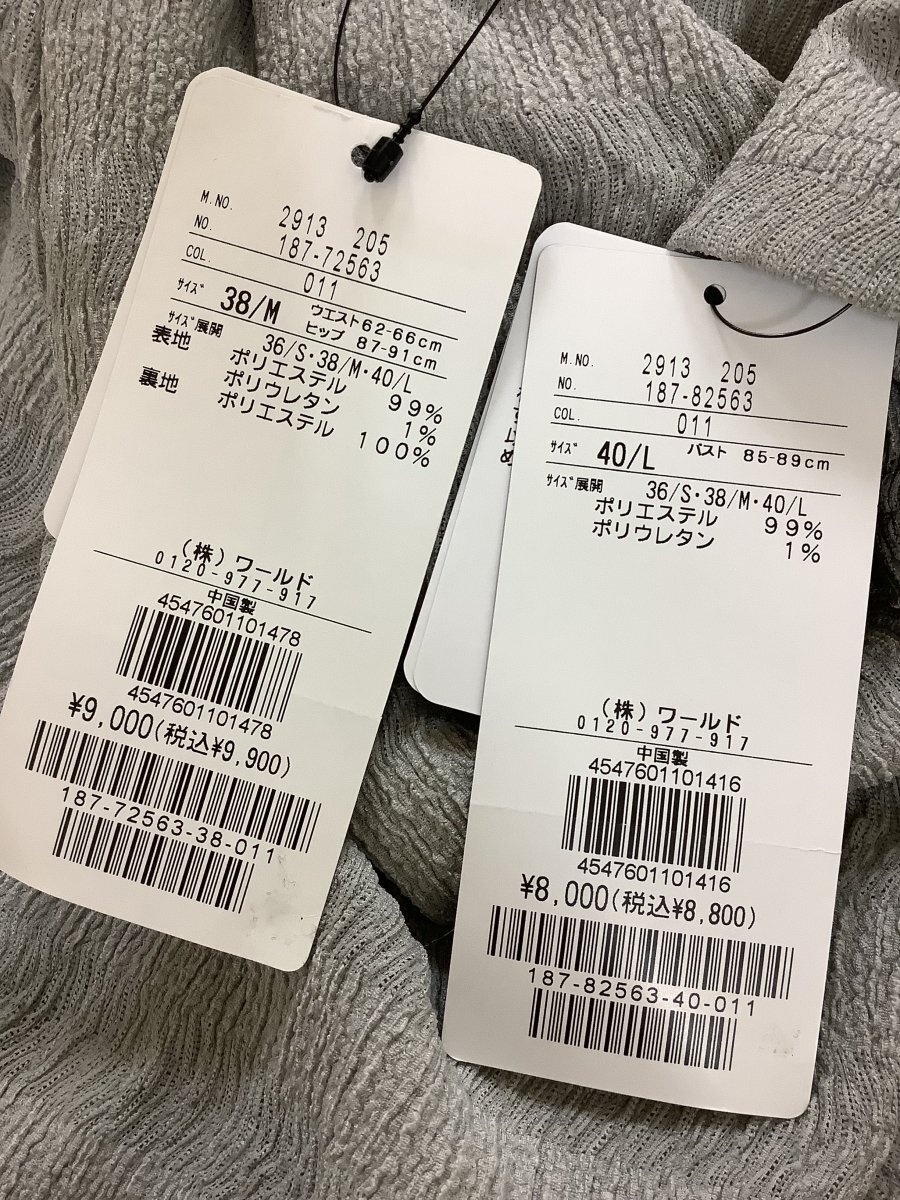 M.NO. 2913 205
NO. 187-72563
COL. 011
サイズ 38/M ウエスト62-66cm
ヒップ 87-91cm
サイズ展開 36/S・38/M・40/L
表地 ポリエステル 99%
ポリウレタン 1%
裏地 ポリエステル 100%
(株)ワールド
0120-977-917
中国製
4547601101478
4547601101478
¥9,000(税込¥9,900)
187-72563-38-011
M.NO. 2913 205
NO. 187-82563
COL. 011
サイズ 40/L バスト 85-89cm
サイズ展開 36/S・38/M・40/L
ポリエステル 99%
ポリウレタン 1%
(株)ワールド
0120-977-917
中国製
4547601101416
4547601101416
¥8,000(税込¥8,800)
187-82563-40-011